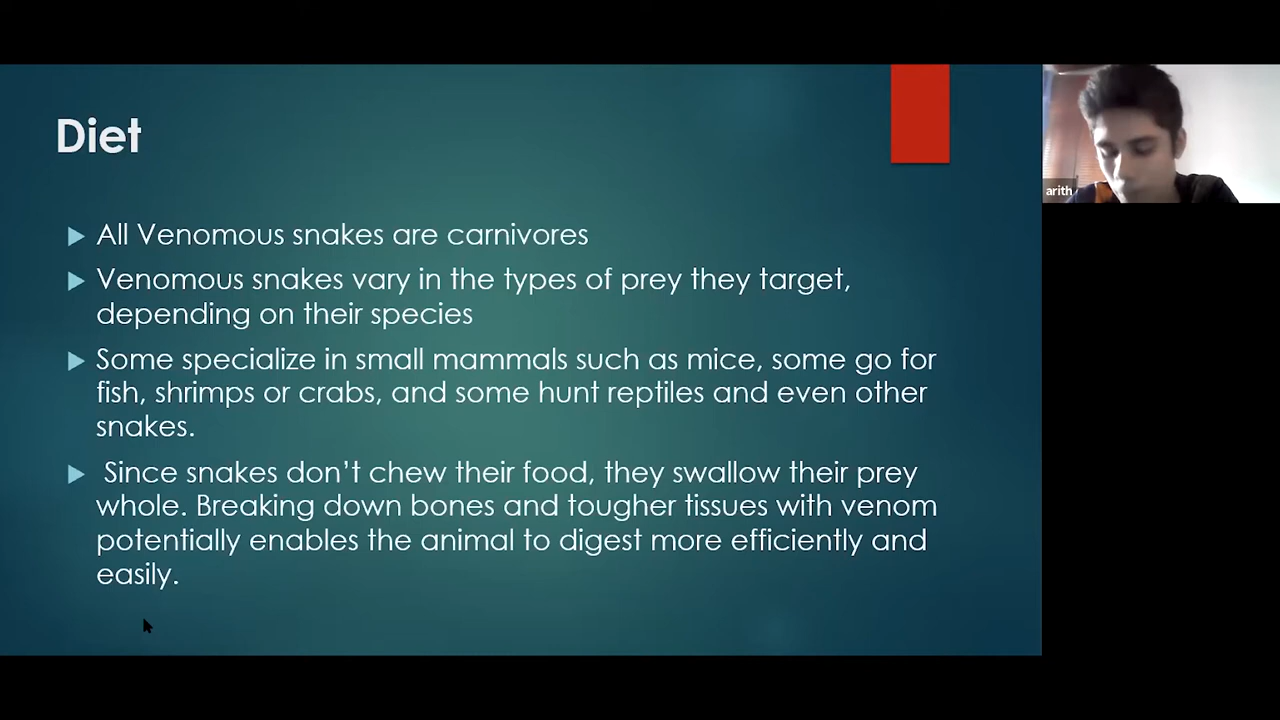 Diet
All Venomous snakes are carnivores
Venomous snakes vary in the types of prey they target,
depending on their species
Some specialize in small mammals such as mice, some go for
fish, shrimps or crabs, and some hunt reptiles and even other
snakes.
Since snakes don’t chew their food, they swallow their prey
whole. Breaking down bones and tougher tissues with venom
potentially enables the animal to digest more efficiently and
easily.
arith